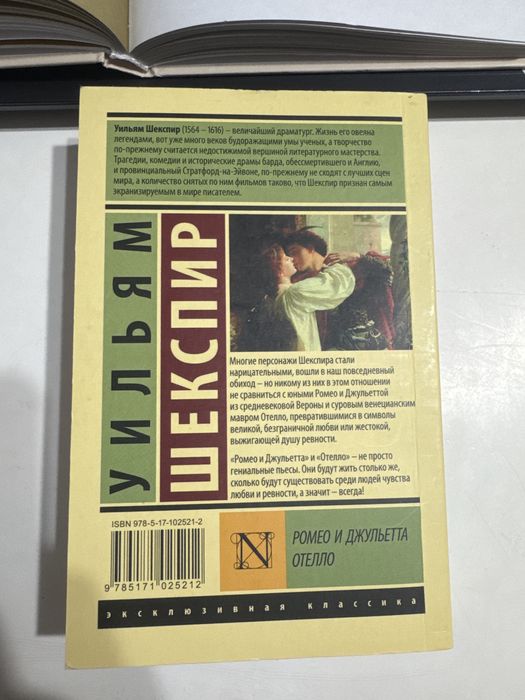 Уильям Шекспир (1564 – 1616) – величайший драматург. Жизнь его овеяна
легендами, вот уже много веков будоражащими умы ученых, а творчество
по-прежнему считается недостижимой вершиной литературного мастерства.
Трагедии, комедии и исторические драмы барда, обессмертившего и Англию,
и провинциальный Стратфорд-на-Эйвоне, по-прежнему не сходят с лучших сцен
мира, а количество снятых по ним фильмов таково, что Шекспир признан самым
экранизируемым в мире писателем.
УИЛЬЯМ
ШЕКСПИР
Многие персонажи Шекспира стали
нарицательными, вошли в наш повседневный
обиход – но никому из них в этом отношении
не сравниться с юными Ромео и Джульеттой
из средневековой Вероны и суровым венецианским
мавром Отелло, превратившимися в символы
великой, безграничной любви или жестокой,
выжигающей душу ревности.
«Ромео и Джульетта» и «Отелло» – не просто
гениальные пьесы. Они будут жить столько же,
сколько будут существовать среди людей чувства
любви и ревности, а значит – всегда!
ISBN 978-5-17-102521-2
9 785171 025212
N
РОМЕО И ДЖУЛЬЕТТА
ОТЕЛЛО
эксклюзивная классика